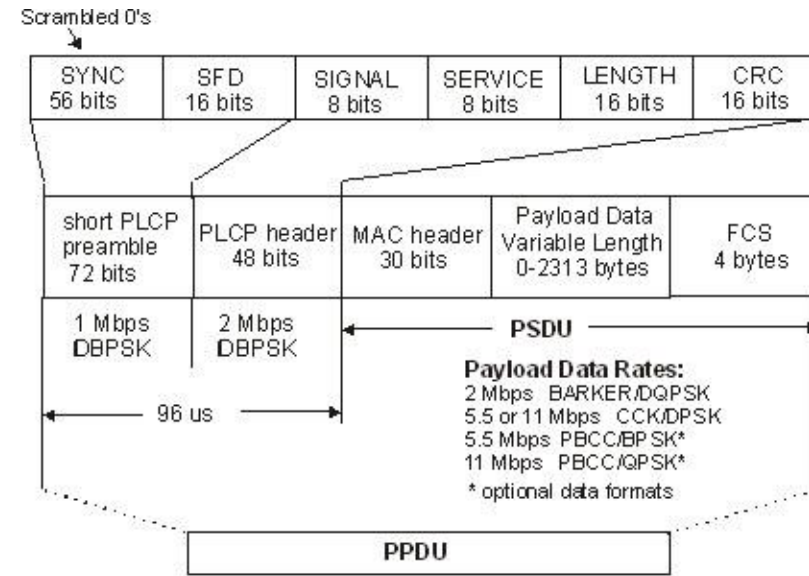 Scrambled 0's
SYNC
56 bits
SFD
16 bits
SIGNAL
8 bits
SERVICE
8 bits
LENGTH
16 bits
CRC
16 bits
short PLCP
preamble
72 bits
PLCP header
48 bits
MAC header
30 bits
Payload Data
Variable Length
0-2313 bytes
FCS
4 bytes
1 Mbps
DBPSK
2 Mbps
DBPSK
PSDU
96 us
Payload Data Rates:
2 Mbps BARKER/DQPSK
5.5 or 11 Mbps CCK/DPSK
5.5 Mbps PBCC/BPSK*
11 Mbps PBCC/QPSK*
* optional data formats
PPDU